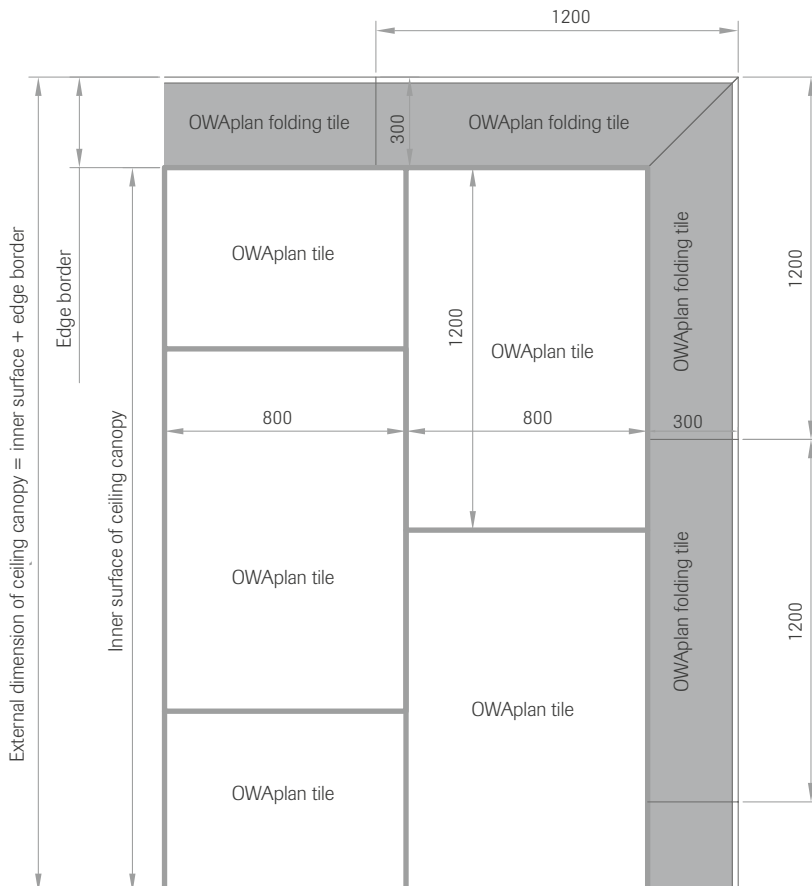 1200
OWAplan folding tile
300
OWAplan folding tile
External dimension of ceiling canopy = inner surface + edge border
Edge border
Inner surface of ceiling canopy
OWAplan tile
1200
OWAplan tile
OWAplan folding tile
1200
800
800
300
OWAplan tile
OWAplan folding tile
1200
OWAplan tile
OWAplan tile